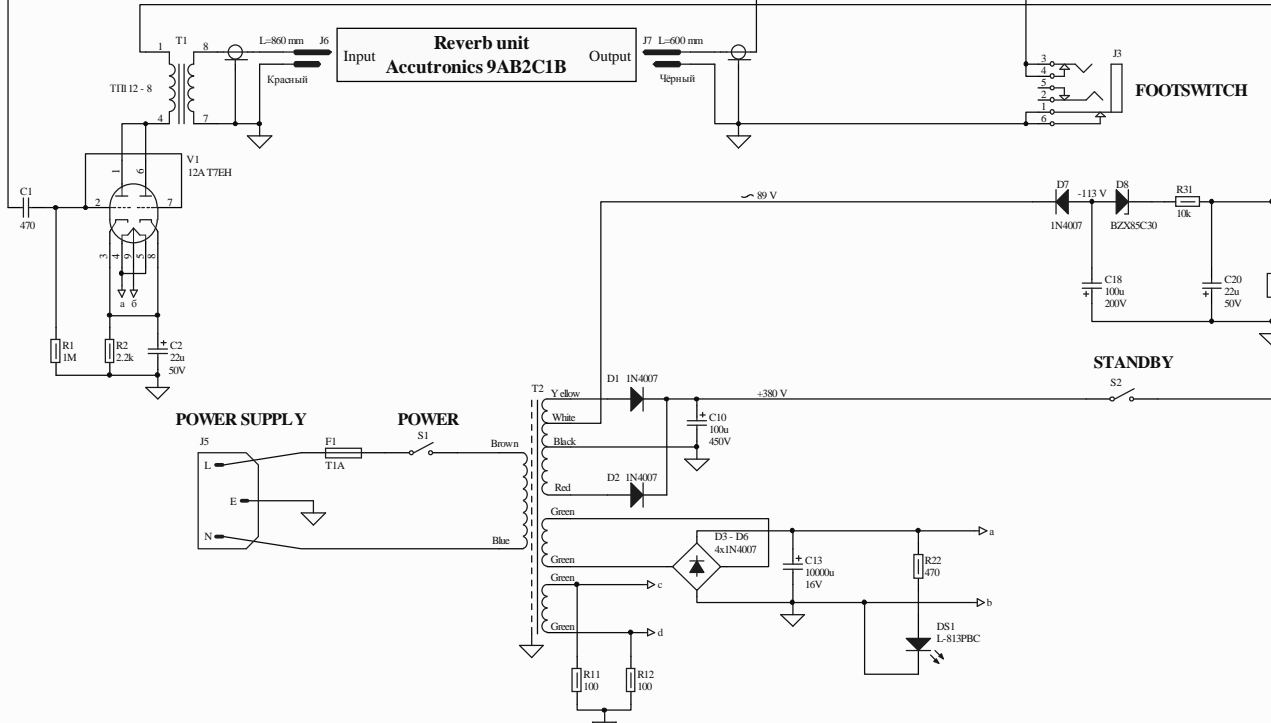 1
T1
8
L=860 mm
J6
Input
Reverb unit
Accutronics 9AB2C1B
Output
J7
L=600 mm
ТПІ 12 - 8
Красный
Чёрный
4
7
3
4
5
2
1
6
J3
FOOTSWITCH
V1
12AT7EH
1
6
C1
470
2
7
3
4
9
5
8
а
б
R1
1M
R2
2.2k
+
C2
22u
50V
89 V
D7
1N4007
-113 V
D8
BZX85C30
R31
10k
C18
100u
200V
+
C20
22u
50V
+
STANDBY
S2
POWER SUPPLY
POWER
J5
L
E
N
F1
T1A
S1
Brown
Blue
T2
Yellow
White
Black
Red
Green
Green
Green
Green
D1
1N4007
+380 V
+
C10
100u
450V
D2
1N4007
D3 - D6
4x1N4007
+
C13
10000u
16V
a
R22
470
b
c
d
DS1
L-813PBC
R11
100
R12
100